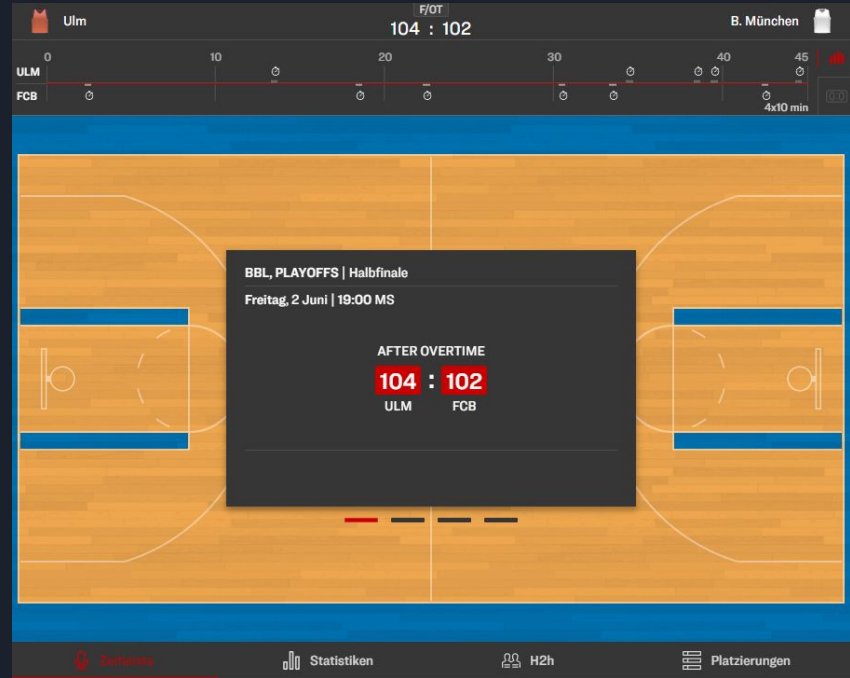 Ulm
F/OT
104 : 102
B. München
0 10 20 30 40 45
ULM
FCB
4x10 min
BBL, PLAYOFFS | Halbfinale
Freitag, 2 Juni | 19:00 MS
AFTER OVERTIME
104 : 102
ULM FCB
Statistiken
H2h
Platzierungen